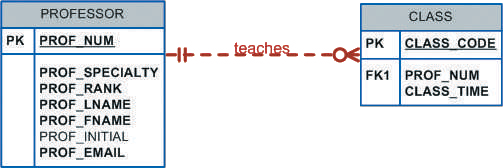 PROFESSOR
PK PROF_NUM
PROF_SPECIALTY
PROF_RANK
PROF_LNAME
PROF_FNAME
PROF_INITIAL
PROF_EMAIL
teaches
CLASS
PK CLASS_CODE
FK1 PROF_NUM
CLASS_TIME